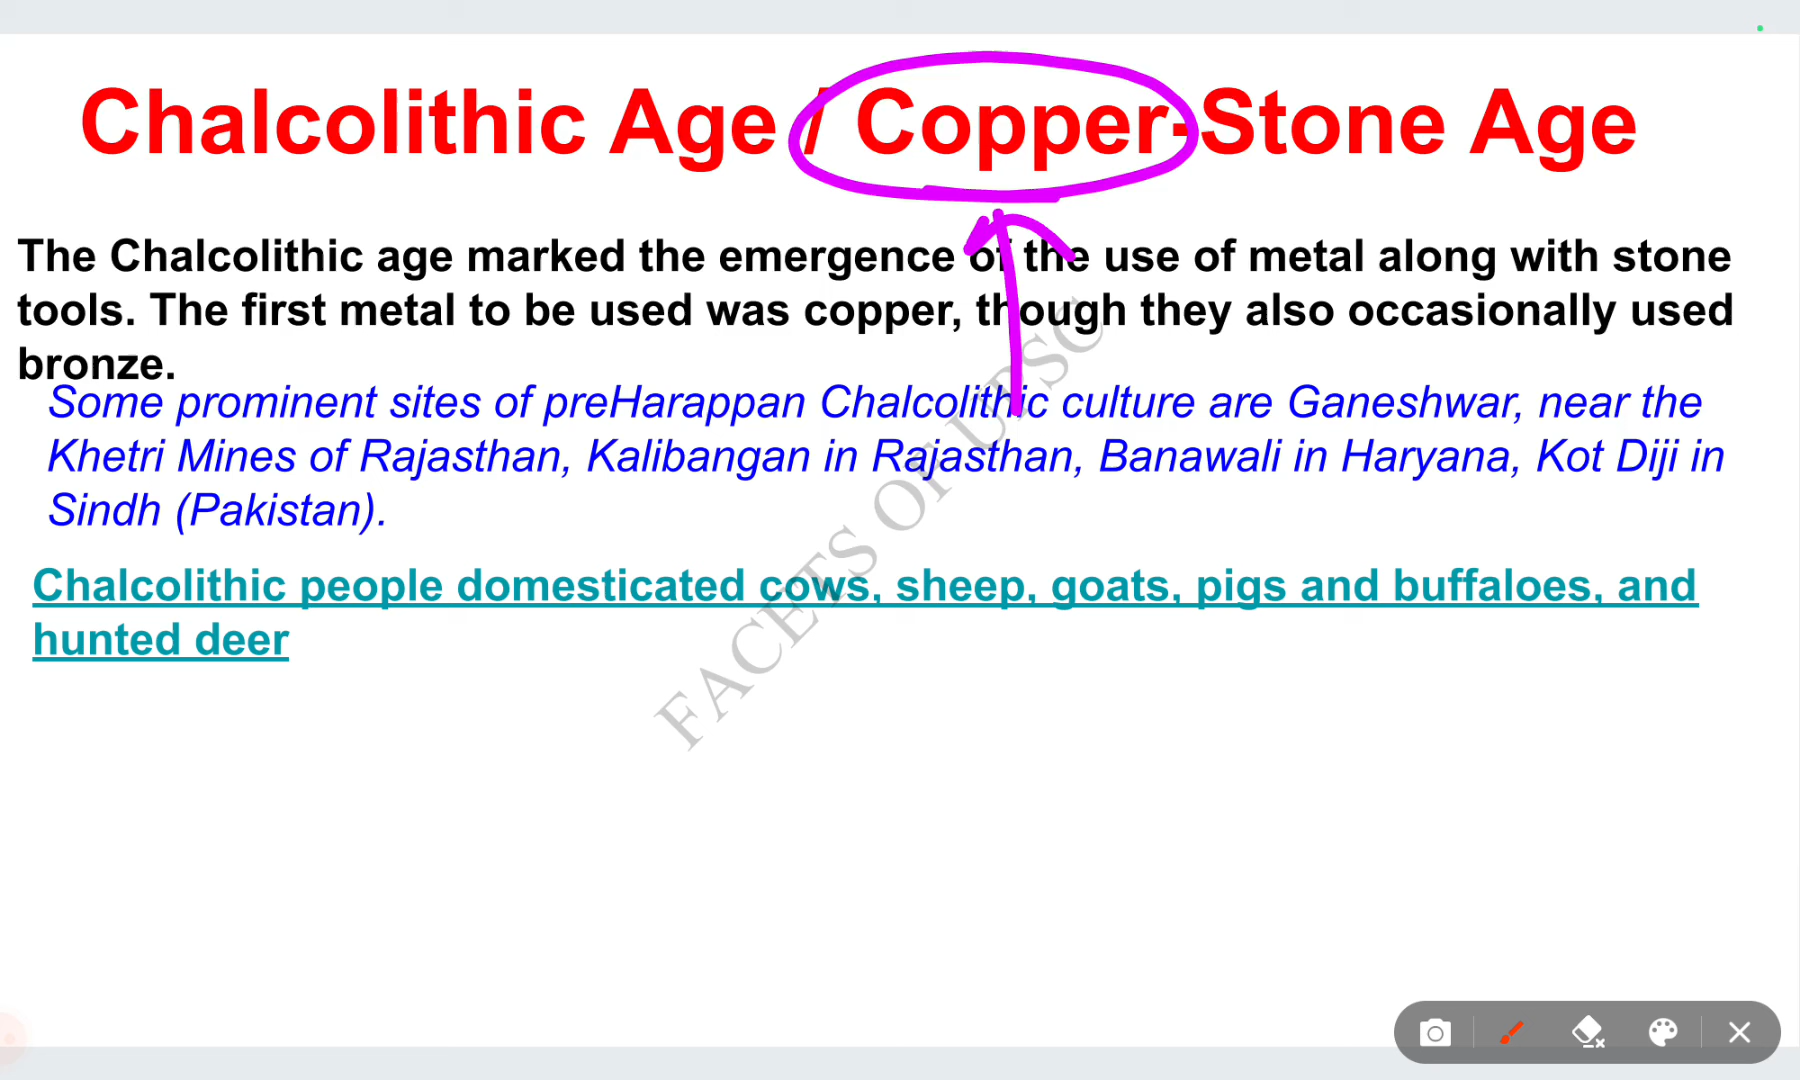 Chalcolithic Age / Copper-Stone Age
The Chalcolithic age marked the emergence of the use of metal along with stone
tools. The first metal to be used was copper, though they also occasionally used
bronze.
Some prominent sites of preHarappan Chalcolithic culture are Ganeshwar, near the
Khetri Mines of Rajasthan, Kalibangan in Rajasthan, Banawali in Haryana, Kot Diji in
Sindh (Pakistan).
Chalcolithic people domesticated cows, sheep, goats, pigs and buffaloes, and
hunted deer
FACETS OF UPSC